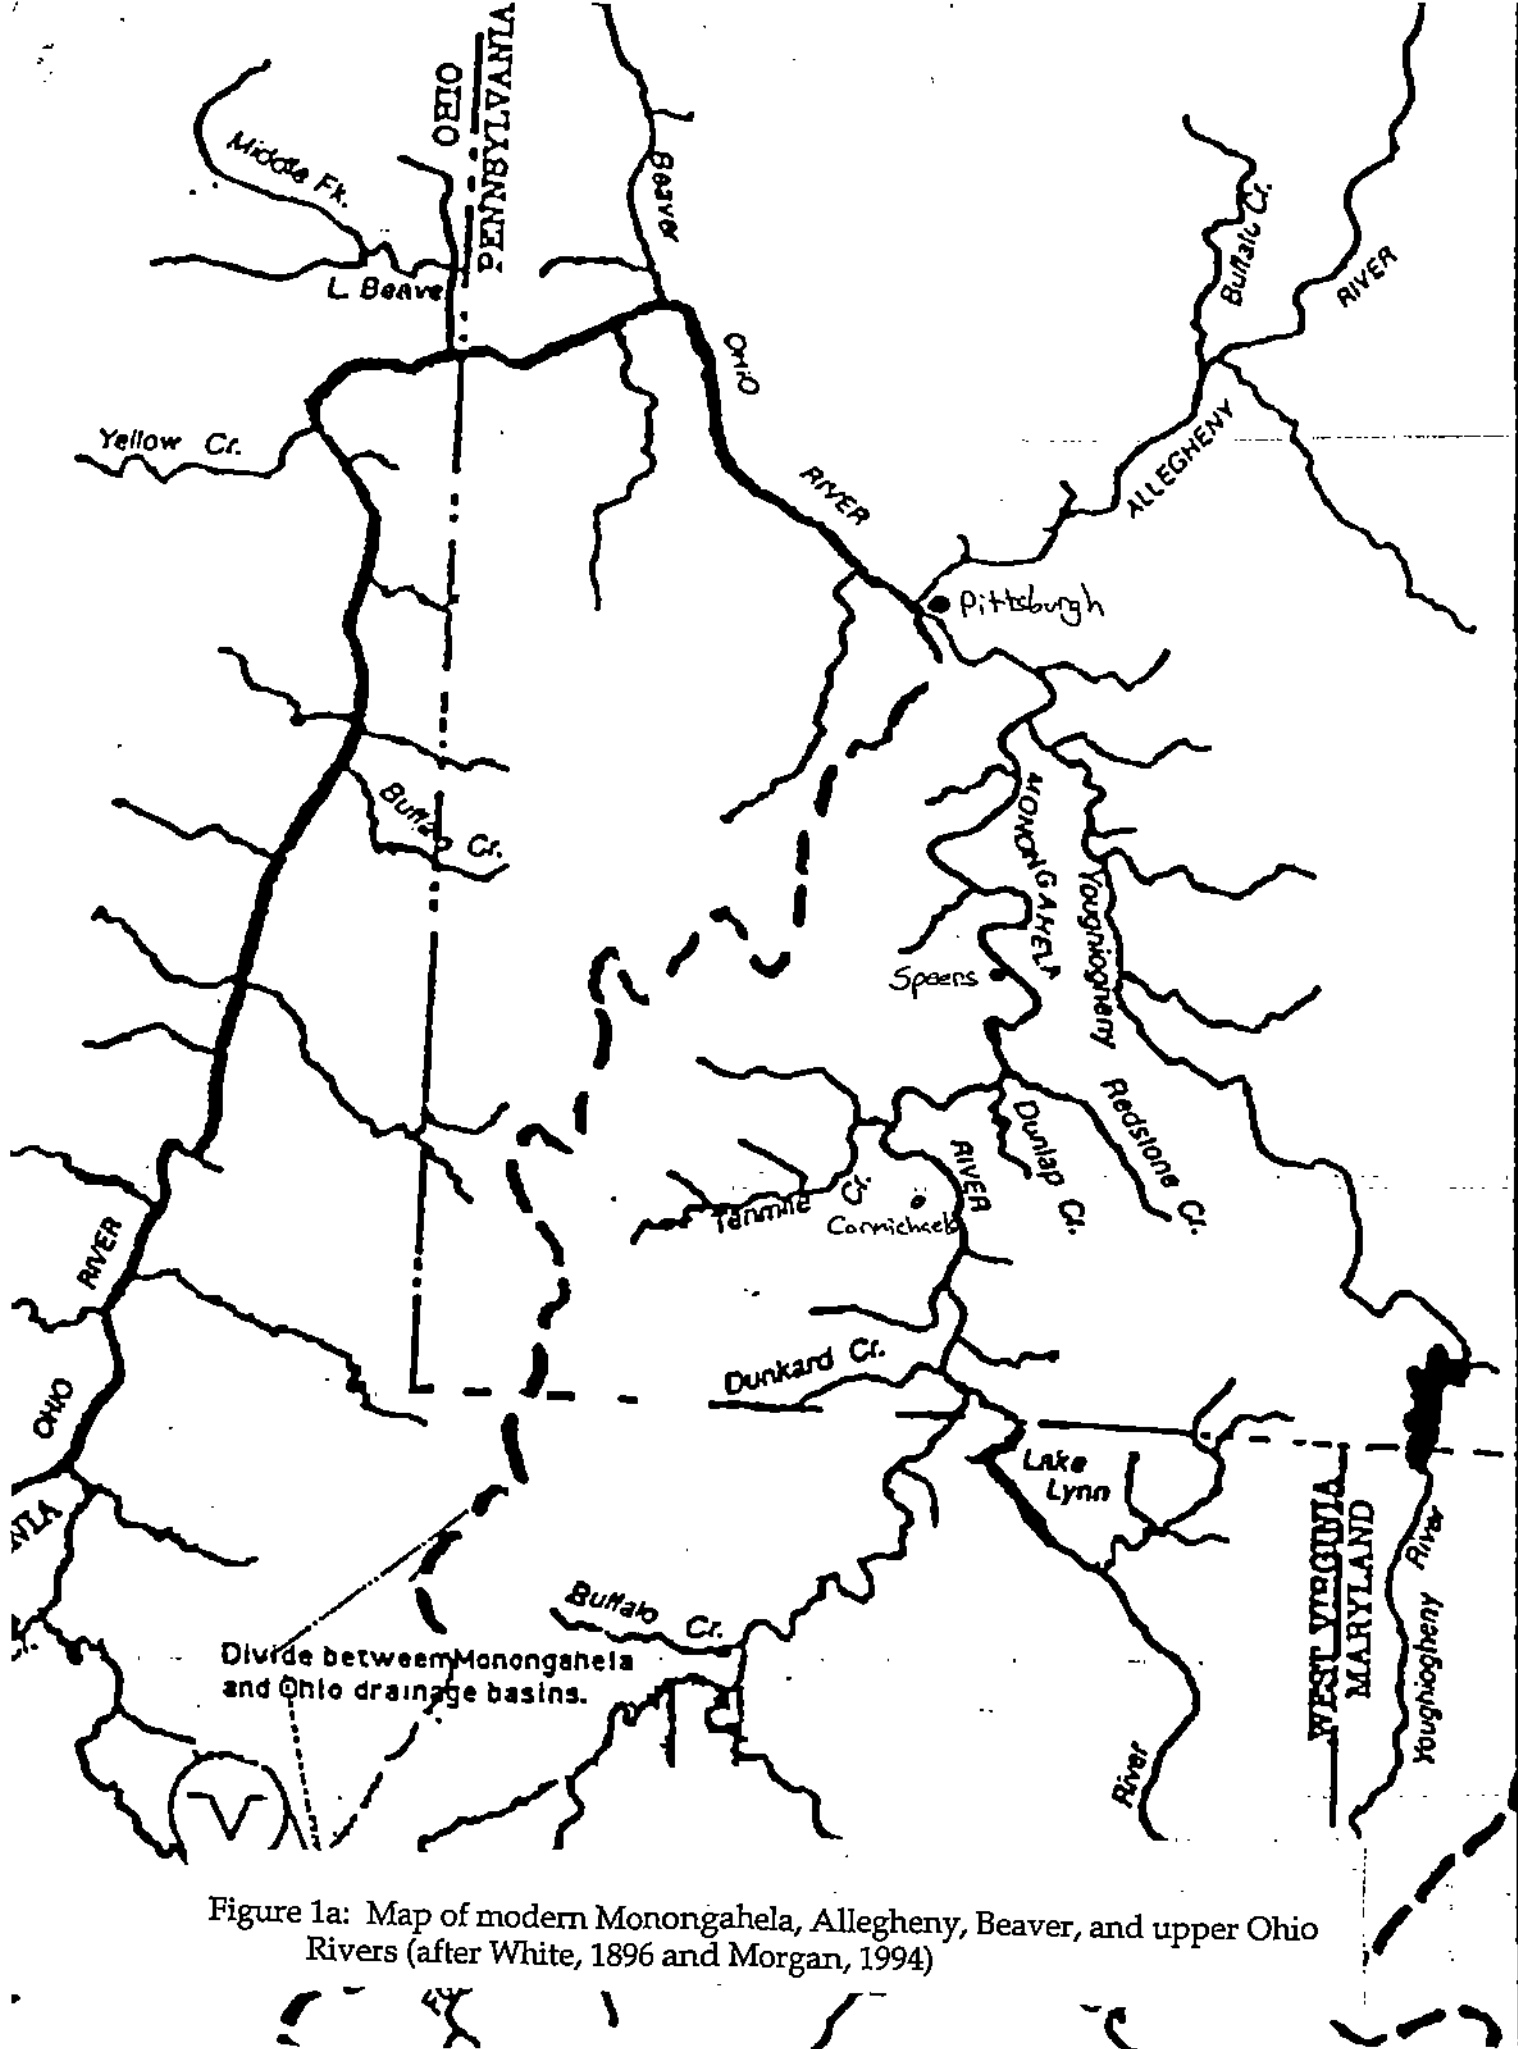 OHIO
PENNSYLVANIA
Middle Fk.
L. Beave
Beaver
Buffalo Cr.
RIVER
OHIO
ALLEGHENY
Yellow Cr.
RIVER
Pittsburgh
Buffalo Cr.
MONONGAHELA
Youghiogheny
Speers
Redstone Cr.
Dunlap Cr.
RIVER
Tenmile Cr.
Carmichaels
RIVER
Dunkard Cr.
OHIO
Lake
Lynn
WEST VIRGINIA
MARYLAND
River
Youghiogheny
Buffalo Cr.
Divide between Monongahela
and Ohio drainage basins.
River
Figure 1a: Map of modern Monongahela, Allegheny, Beaver, and upper Ohio
Rivers (after White, 1896 and Morgan, 1994)